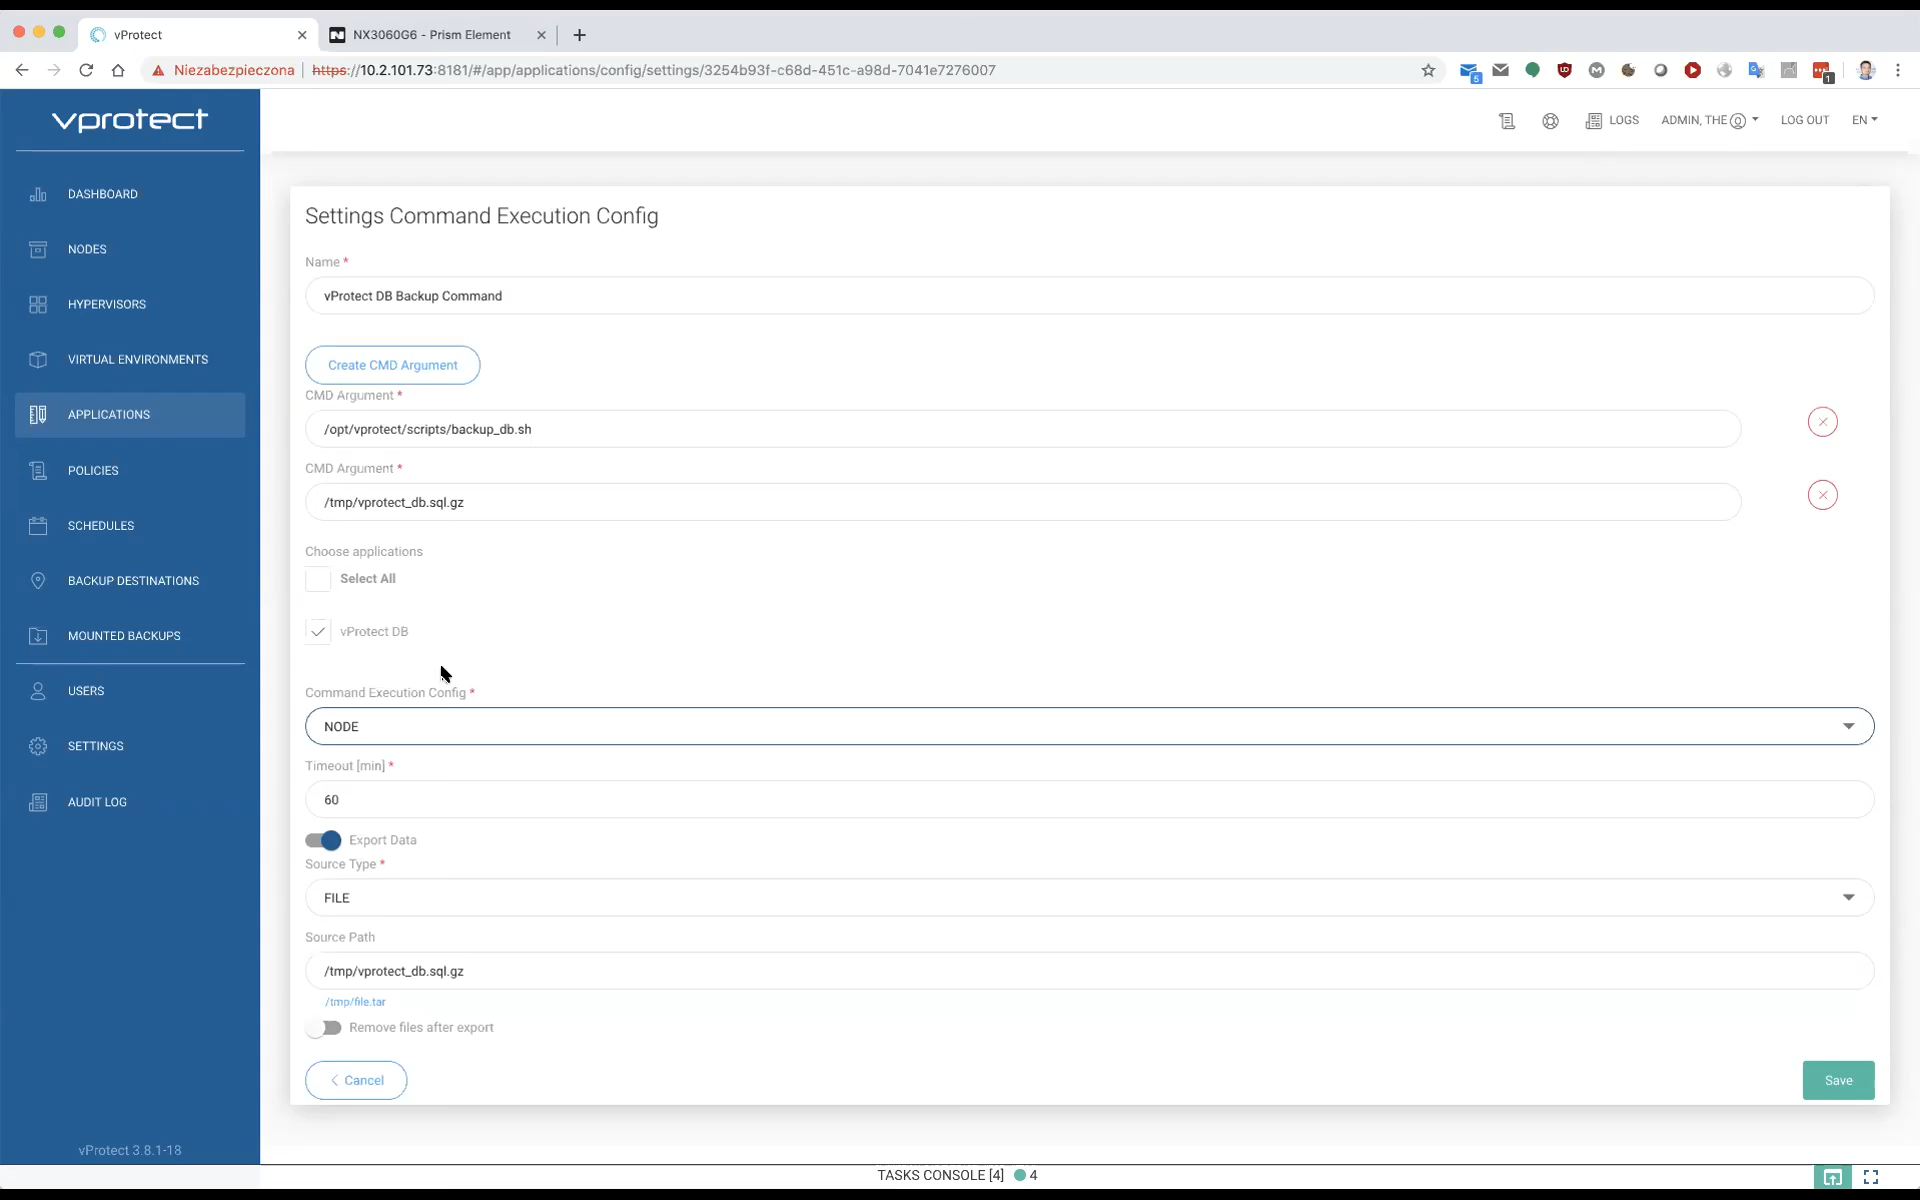 vProtect
NX3060G6 - Prism Element
Niezabezpieczona
https://10.2.101.73:8181/#/app/applications/config/settings/3254b93f-c68d-451c-a98d-7041e7276007
5
1
vprotect
LOGS
ADMIN, THE
LOG OUT
EN
DASHBOARD
NODES
HYPERVISORS
VIRTUAL ENVIRONMENTS
APPLICATIONS
POLICIES
SCHEDULES
BACKUP DESTINATIONS
MOUNTED BACKUPS
USERS
SETTINGS
AUDIT LOG
vProtect 3.8.1-18
Settings Command Execution Config
Name *
vProtect DB Backup Command
Create CMD Argument
CMD Argument *
/opt/vprotect/scripts/backup_db.sh
CMD Argument *
/tmp/vprotect_db.sql.gz
Choose applications
Select All
vProtect DB
Command Execution Config *
NODE
Timeout [min] *
60
Export Data
Source Type *
FILE
Source Path
/tmp/vprotect_db.sql.gz
/tmp/file.tar
Remove files after export
Cancel
Save
TASKS CONSOLE [4] 4